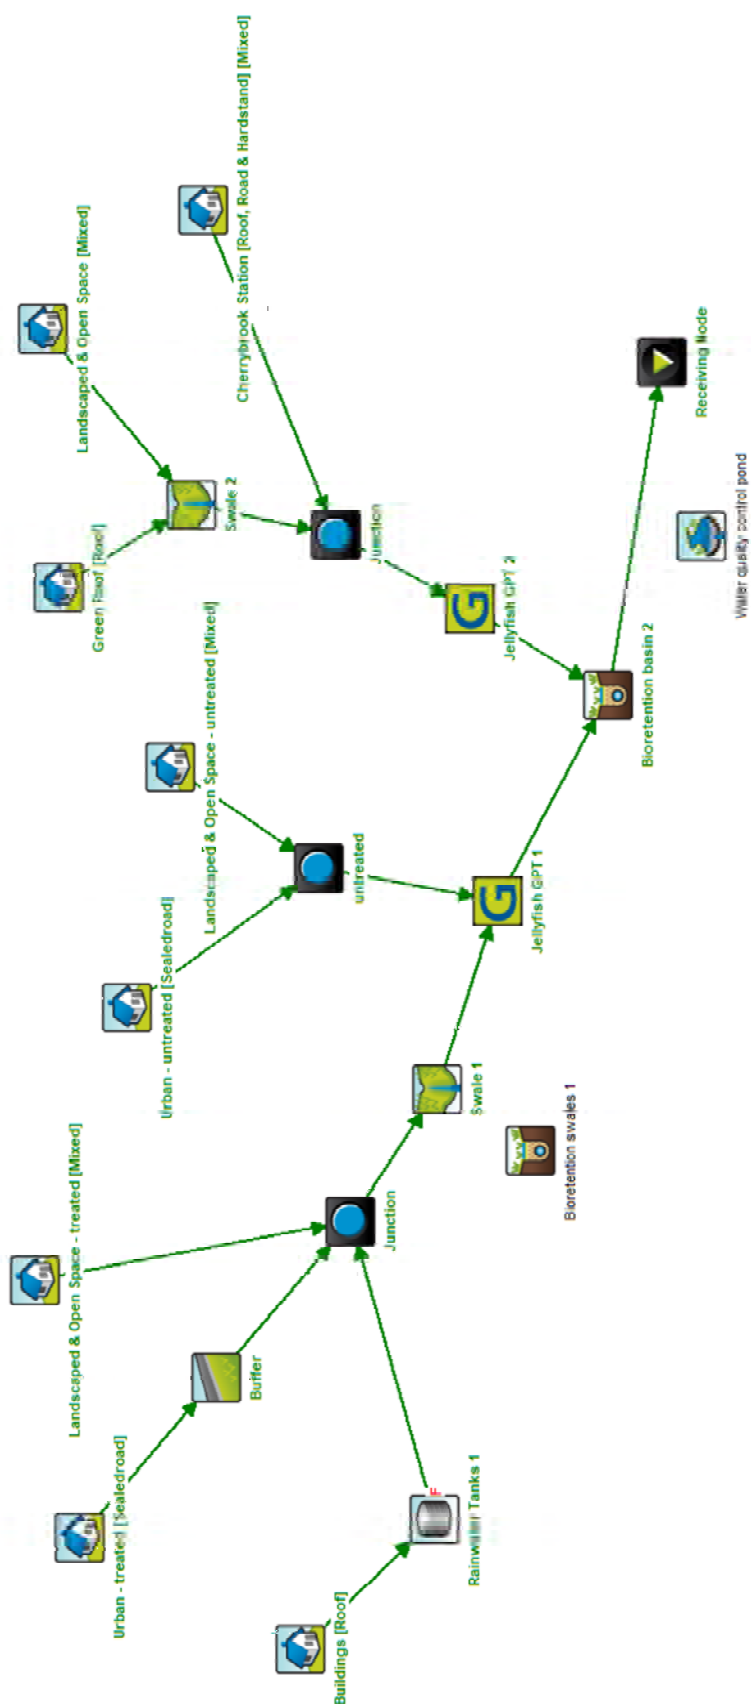 Buildings [Roof]
Urban - treated [Sealedroad]
Landscaped & Open Space - treated [Mixed]
Rainwater Tanks 1
F
Buffer
Junction
Swale 1
Bioretention swales 1
Urban - untreated [Sealedroad]
Landscaped & Open Space - untreated [Mixed]
untreated
G
Jellyfish GPT 1
Green Roof [Roof]
Landscaped & Open Space [Mixed]
Swale 2
Cherrybrook Station [Roof, Road & Hardstand] [Mixed]
Junction
G
Jellyfish GPT 2
Bioretention basin 2
Water quality control pond
Receiving Node